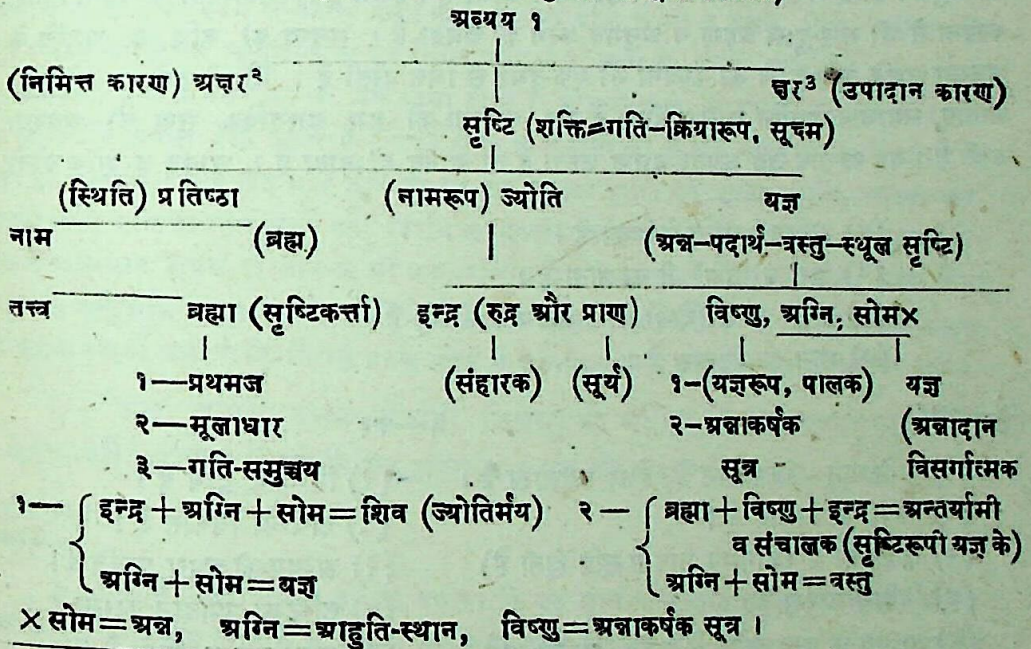 अव्यय १
(निमित्त कारण) अक्षर² क्षर³ (उपादान कारण)
सृष्टि (शक्ति=गति-क्रियारूप, सूक्ष्म)
(स्थिति) प्रतिष्ठा (नामरूप) ज्योति यज्ञ
नाम (ब्रह्म) (अन्न-पदार्थ-वस्तु-स्थूल सृष्टि)
तत्त्व ब्रह्मा (सृष्टिकर्त्ता) इन्द्र (रुद्र और प्राण) विष्णु, अग्नि, सोम×
१—प्रथमज (संहारक) (सूर्य) १-(यज्ञरूप, पालक) यज्ञ
२—मूलाधार २-अन्नाकर्षक (अन्नादान
३—गति-समुच्चय सूत्र विसर्गात्मक
१— { इन्द्र + अग्नि + सोम = शिव (ज्योतिर्मय) २ — { ब्रह्मा + विष्णु + इन्द्र = अन्तर्यामी
व संचालक (सृष्टिरूपी यज्ञ के)
अग्नि + सोम = यज्ञ अग्नि + सोम = वस्तु
× सोम = अन्न, अग्नि = आहुति-स्थान, विष्णु = अन्नाकर्षक सूत्र ।